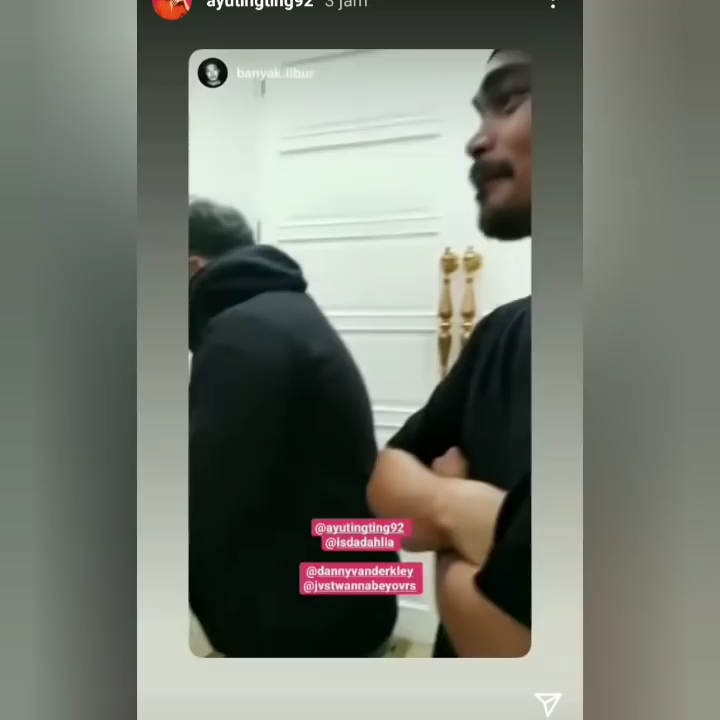 ayutingting92 3 jam
banyak.libur
@ayutingting92
@isdadahlia
@dannyvanderkley
@jvstwannabeyovrs